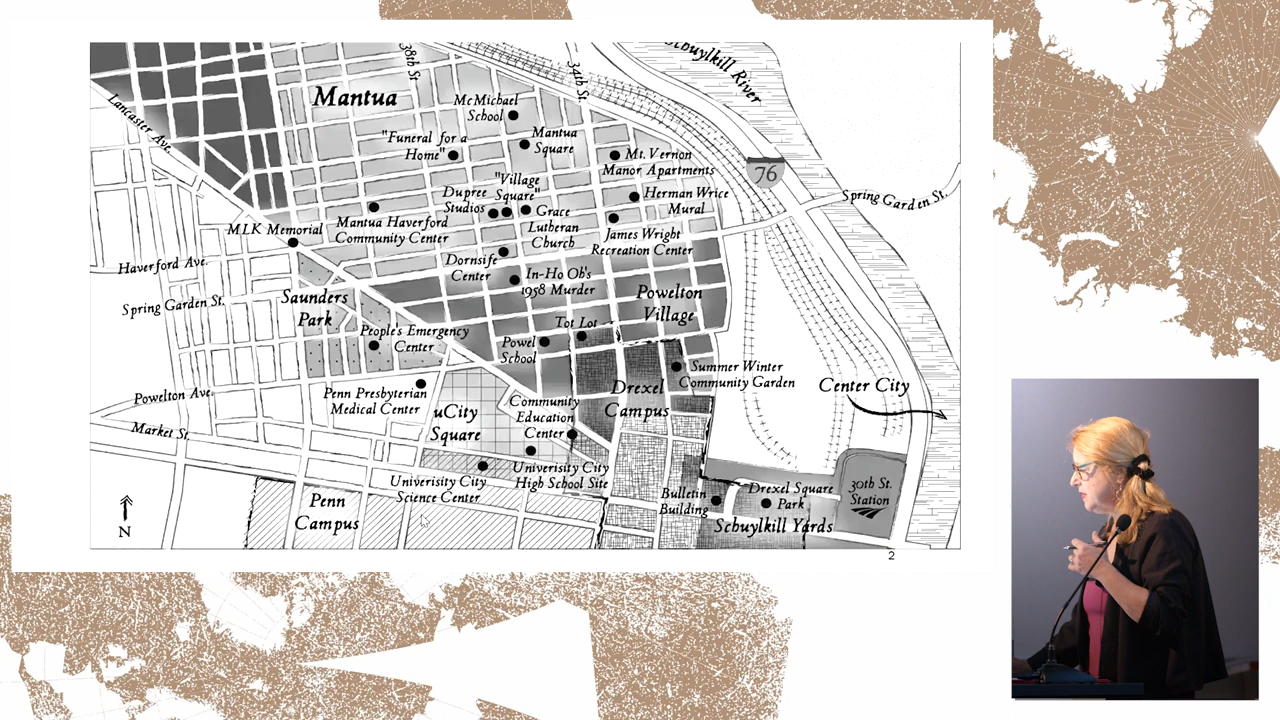 38th St.
34th St.
Schuylkill River
Mantua
McMichael
School
Lancaster Ave.
"Funeral for a
Home"
Mantua
Square
Mt. Vernon
Manor Apartments
76
"Village
Square"
Dupree
Studios
Herman Wrice
Mural
Spring Garden St.
Grace
Lutheran
Church
Mantua Haverford
Community Center
MLK Memorial
James Wright
Recreation Center
Haverford Ave.
Dornsife
Center
In-Ho Oh's
1958 Murder
Spring Garden St.
Saunders
Park
Powelton
Village
People's Emergency
Center
Tot Lot
Powel
School
Summer Winter
Community Garden
Center City
Powelton Ave.
Penn Presbyterian
Medical Center
Drexel
Campus
uCity
Square
Community
Education
Center
Market St.
Univerisity City
Science Center
Univerisity City
High School Site
Penn
Campus
Bulletin
Building
Drexel Square
Park
30th St.
Station
Schuylkill Yards
N
2